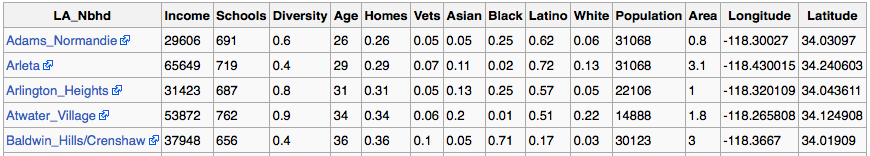 LA_Nbhd Income Schools Diversity Age Homes Vets Asian Black Latino White Population Area Longitude Latitude
Adams_Normandie 29606 691 0.6 26 0.26 0.05 0.05 0.25 0.62 0.06 31068 0.8 -118.30027 34.03097
Arleta 65649 719 0.4 29 0.29 0.07 0.11 0.02 0.72 0.13 31068 3.1 -118.430015 34.240603
Arlington_Heights 31423 687 0.8 31 0.31 0.05 0.13 0.25 0.57 0.05 22106 1 -118.320109 34.043611
Atwater_Village 53872 762 0.9 34 0.34 0.06 0.2 0.01 0.51 0.22 14888 1.8 -118.265808 34.124908
Baldwin_Hills/Crenshaw 37948 656 0.4 36 0.36 0.1 0.05 0.71 0.17 0.03 30123 3 -118.3667 34.01909